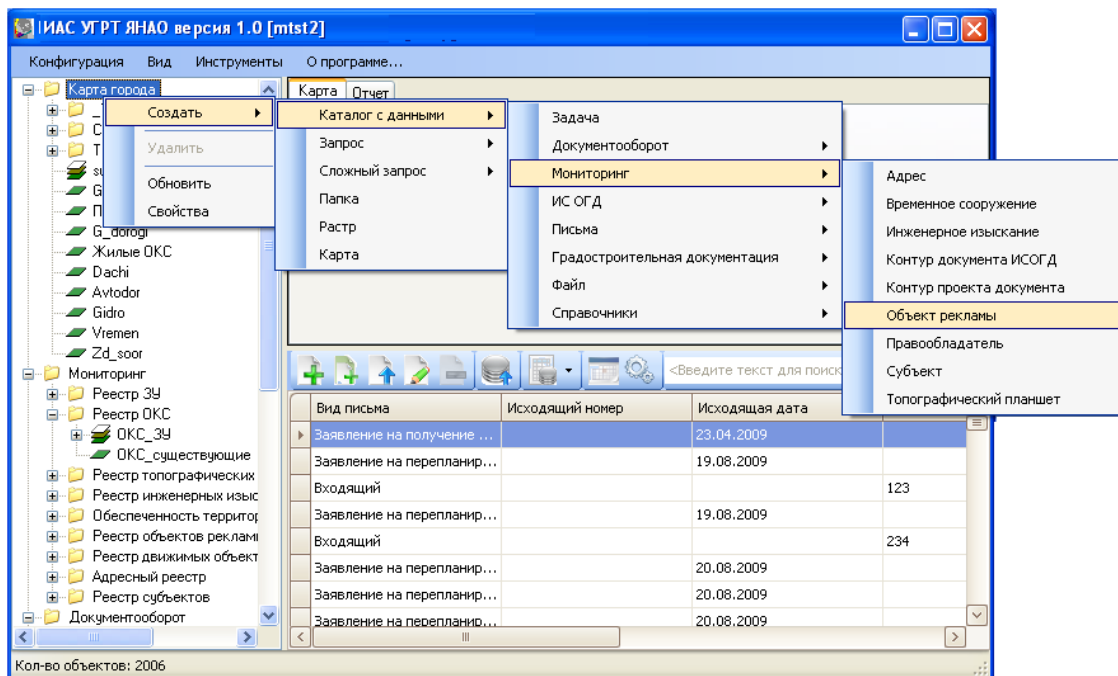 ИАС УГРТ ЯНАО версия 1.0 [mtst2]
Конфигурация Вид Инструменты О программе...
Карта города
Создать
Удалить
Обновить
Свойства
Карта Отчет
Каталог с данными
Запрос
Сложный запрос
Папка
Растр
Карта
Задача
Документооборот
Мониторинг
ИС ОГД
Письма
Градостроительная документация
Файл
Справочники
Адрес
Временное сооружение
Инженерное изыскание
Контур документа ИСОГД
Контур проекта документа
Объект рекламы
Правообладатель
Субъект
Топографический планшет
G_dorogi
Жилые ОКС
Dachi
Avtodor
Gidro
Vremen
Zd_soor
Мониторинг
Реестр ЗУ
Реестр ОКС
ОКС_ЗУ
ОКС_существующие
Реестр топографических
Реестр инженерных изыс
Обеспеченность территор
Реестр объектов реклам
Реестр движимых объект
Адресный реестр
Реестр субъектов
Документооборот
<Введите текст для поиск
Вид письма Исходящий номер Исходящая дата
Заявление на получение ... 23.04.2009
Заявление на перепланир... 19.08.2009
Входящий 123
Заявление на перепланир... 19.08.2009
Входящий 234
Заявление на перепланир... 20.08.2009
Заявление на перепланир... 20.08.2009
Заявление на перепланир... 20.08.2009
Кол-во объектов: 2006